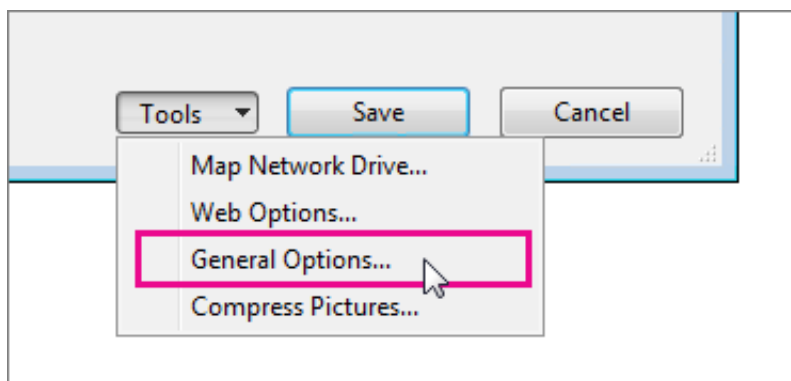 Tools Save Cancel
Map Network Drive...
Web Options...
General Options...
Compress Pictures...